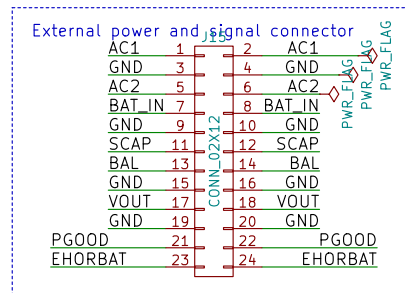 External power and signal connector
J15
AC1 1 2 AC1
GND 3 4 GND
AC2 5 6 AC2
BAT_IN 7 8 BAT_IN
GND 9 10 GND
SCAP 11 12 SCAP
BAL 13 14 BAL
GND 15 16 GND
VOUT 17 18 VOUT
GND 19 20 GND
PGOOD 21 22 PGOOD
EHORBAT 23 24 EHORBAT
CONN_02X12
PWR_FLAG
PWR_FLAG
PWR_FLAG